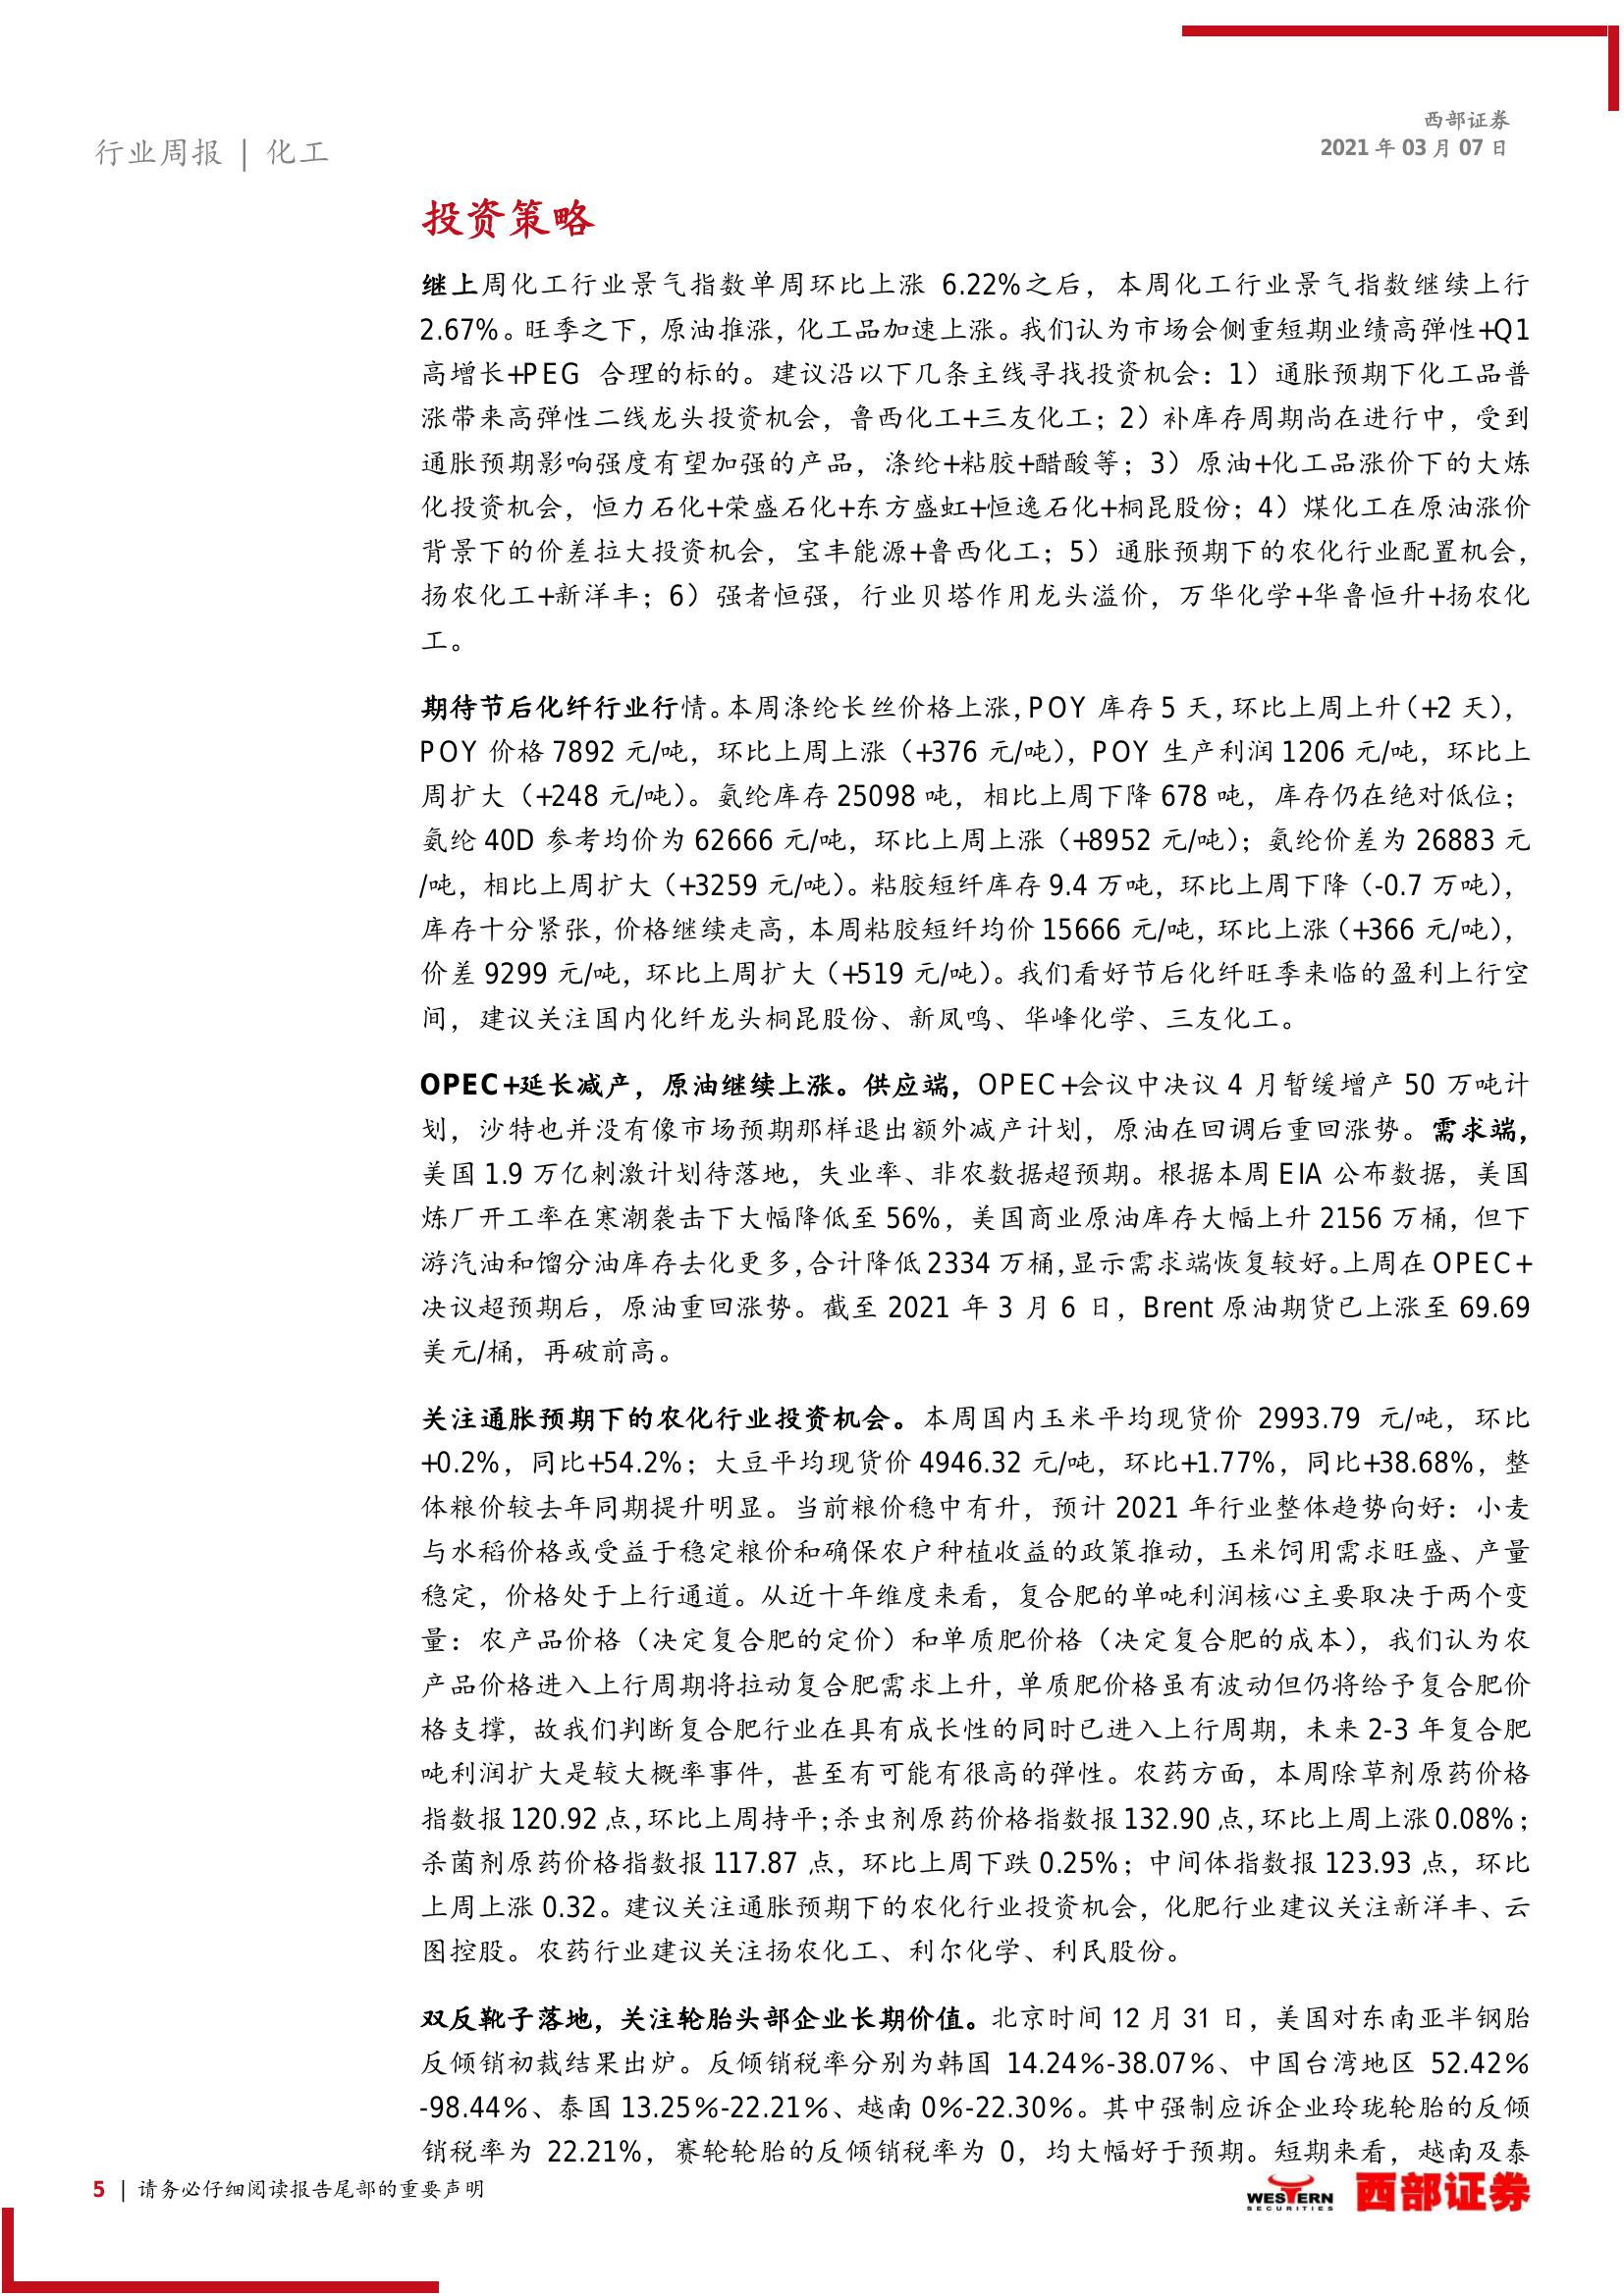 西部证券
行业周报 | 化工
2021 年 03 月 07 日
投资策略
继上周化工行业景气指数单周环比上涨 6.22%之后，本周化工行业景气指数继续上行
2.67%。旺季之下，原油推涨，化工品加速上涨。我们认为市场会侧重短期业绩高弹性+Q1
高增长+PEG 合理的标的。建议沿以下几条主线寻找投资机会：1）通胀预期下化工品普
涨带来高弹性二线龙头投资机会，鲁西化工+三友化工；2）补库存周期尚在进行中，受到
通胀预期影响强度有望加强的产品，涤纶+粘胶+醋酸等；3）原油+化工品涨价下的大炼
化投资机会，恒力石化+荣盛石化+东方盛虹+恒逸石化+桐昆股份；4）煤化工在原油涨价
背景下的价差拉大投资机会，宝丰能源+鲁西化工；5）通胀预期下的农化行业配置机会，
扬农化工+新洋丰；6）强者恒强，行业贝塔作用龙头溢价，万华化学+华鲁恒升+扬农化
工。
期待节后化纤行业行情。本周涤纶长丝价格上涨，POY 库存 5 天，环比上周上升（+2 天），
POY 价格 7892 元/吨，环比上周上涨（+376 元/吨），POY 生产利润 1206 元/吨，环比上
周扩大（+248 元/吨）。氨纶库存 25098 吨，相比上周下降 678 吨，库存仍在绝对低位；
氨纶 40D 参考均价为 62666 元/吨，环比上周上涨（+8952 元/吨）；氨纶价差为 26883 元
/吨，相比上周扩大（+3259 元/吨）。粘胶短纤库存 9.4 万吨，环比上周下降（-0.7 万吨），
库存十分紧张，价格继续走高，本周粘胶短纤均价 15666 元/吨，环比上涨（+366 元/吨），
价差 9299 元/吨，环比上周扩大（+519 元/吨）。我们看好节后化纤旺季来临的盈利上行空
间，建议关注国内化纤龙头桐昆股份、新凤鸣、华峰化学、三友化工。
OPEC+延长减产，原油继续上涨。供应端，OPEC+会议中决议 4 月暂缓增产 50 万吨计
划，沙特也并没有像市场预期那样退出额外减产计划，原油在回调后重回涨势。需求端，
美国 1.9 万亿刺激计划待落地，失业率、非农数据超预期。根据本周 EIA 公布数据，美国
炼厂开工率在寒潮袭击下大幅降低至 56%，美国商业原油库存大幅上升 2156 万桶，但下
游汽油和馏分油库存去化更多，合计降低 2334 万桶，显示需求端恢复较好。上周在 OPEC+
决议超预期后，原油重回涨势。截至 2021 年 3 月 6 日，Brent 原油期货已上涨至 69.69
美元/桶，再破前高。
关注通胀预期下的农化行业投资机会。本周国内玉米平均现货价 2993.79 元/吨，环比
+0.2%，同比+54.2%；大豆平均现货价 4946.32 元/吨，环比+1.77%，同比+38.68%，整
体粮价较去年同期提升明显。当前粮价稳中有升，预计 2021 年行业整体趋势向好：小麦
与水稻价格或受益于稳定粮价和确保农户种植收益的政策推动，玉米饲用需求旺盛、产量
稳定，价格处于上行通道。从近十年维度来看，复合肥的单吨利润核心主要取决于两个变
量：农产品价格（决定复合肥的定价）和单质肥价格（决定复合肥的成本），我们认为农
产品价格进入上行周期将拉动复合肥需求上升，单质肥价格虽有波动但仍将给予复合肥价
格支撑，故我们判断复合肥行业在具有成长性的同时已进入上行周期，未来 2-3 年复合肥
吨利润扩大是较大概率事件，甚至有可能有很高的弹性。农药方面，本周除草剂原药价格
指数报 120.92 点，环比上周持平；杀虫剂原药价格指数报 132.90 点，环比上周上涨 0.08%；
杀菌剂原药价格指数报 117.87 点，环比上周下跌 0.25%；中间体指数报 123.93 点，环比
上周上涨 0.32。建议关注通胀预期下的农化行业投资机会，化肥行业建议关注新洋丰、云
图控股。农药行业建议关注扬农化工、利尔化学、利民股份。
双反靴子落地，关注轮胎头部企业长期价值。北京时间 12 月 31 日，美国对东南亚半钢胎
反倾销初裁结果出炉。反倾销税率分别为韩国 14.24%-38.07%、中国台湾地区 52.42%
-98.44%、泰国 13.25%-22.21%、越南 0%-22.30%。其中强制应诉企业玲珑轮胎的反倾
销税率为 22.21%，赛轮轮胎的反倾销税率为 0，均大幅好于预期。短期来看，越南及泰
5 | 请务必仔细阅读报告尾部的重要声明
WESTERN
SECURITIES
西部证券